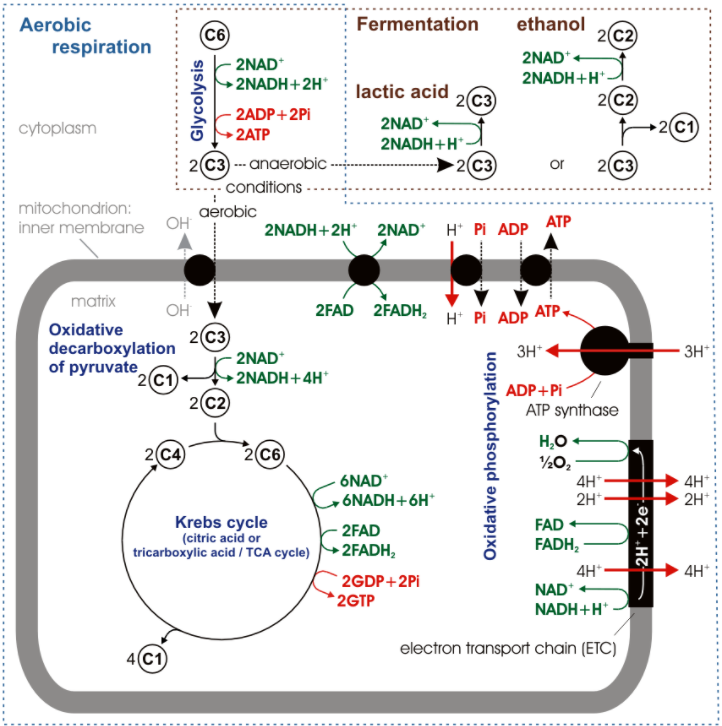 Aerobic
respiration
Fermentation
ethanol
C6
Glycolysis
2NAD⁺
2NADH+2H⁺
2ADP+2Pi
2ATP
2 C3
cytoplasm
anaerobic
conditions
aerobic
lactic acid
2 C3
2NAD⁺
2NADH+H⁺
2 C3
or
2 C2
2NAD⁺
2NADH+H⁺
2 C2
2 C1
2 C3
mitochondrion:
inner membrane
OH⁻
OH⁻
matrix
2NADH+2H⁺
2NAD⁺
2FAD
2FADH₂
H⁺
Pi
ADP
ATP
H⁺
Pi
ADP
ATP
Oxidative
decarboxylation
of pyruvate
2 C3
2NAD⁺
2NADH+4H⁺
2 C1
2 C2
2 C4
2 C6
6NAD⁺
6NADH+6H⁺
2FAD
2FADH₂
2GDP+2Pi
2GTP
Krebs cycle
(citric acid or
tricarboxylic acid / TCA cycle)
4 C1
Oxidative phosphorylation
3H⁺
3H⁺
ADP+Pi
ATP synthase
H₂O
½O₂
4H⁺
4H⁺
2H⁺
2H⁺
FAD
FADH₂
4H⁺
4H⁺
NAD⁺
NADH+H⁺
2H⁺+2e⁻
electron transport chain (ETC)